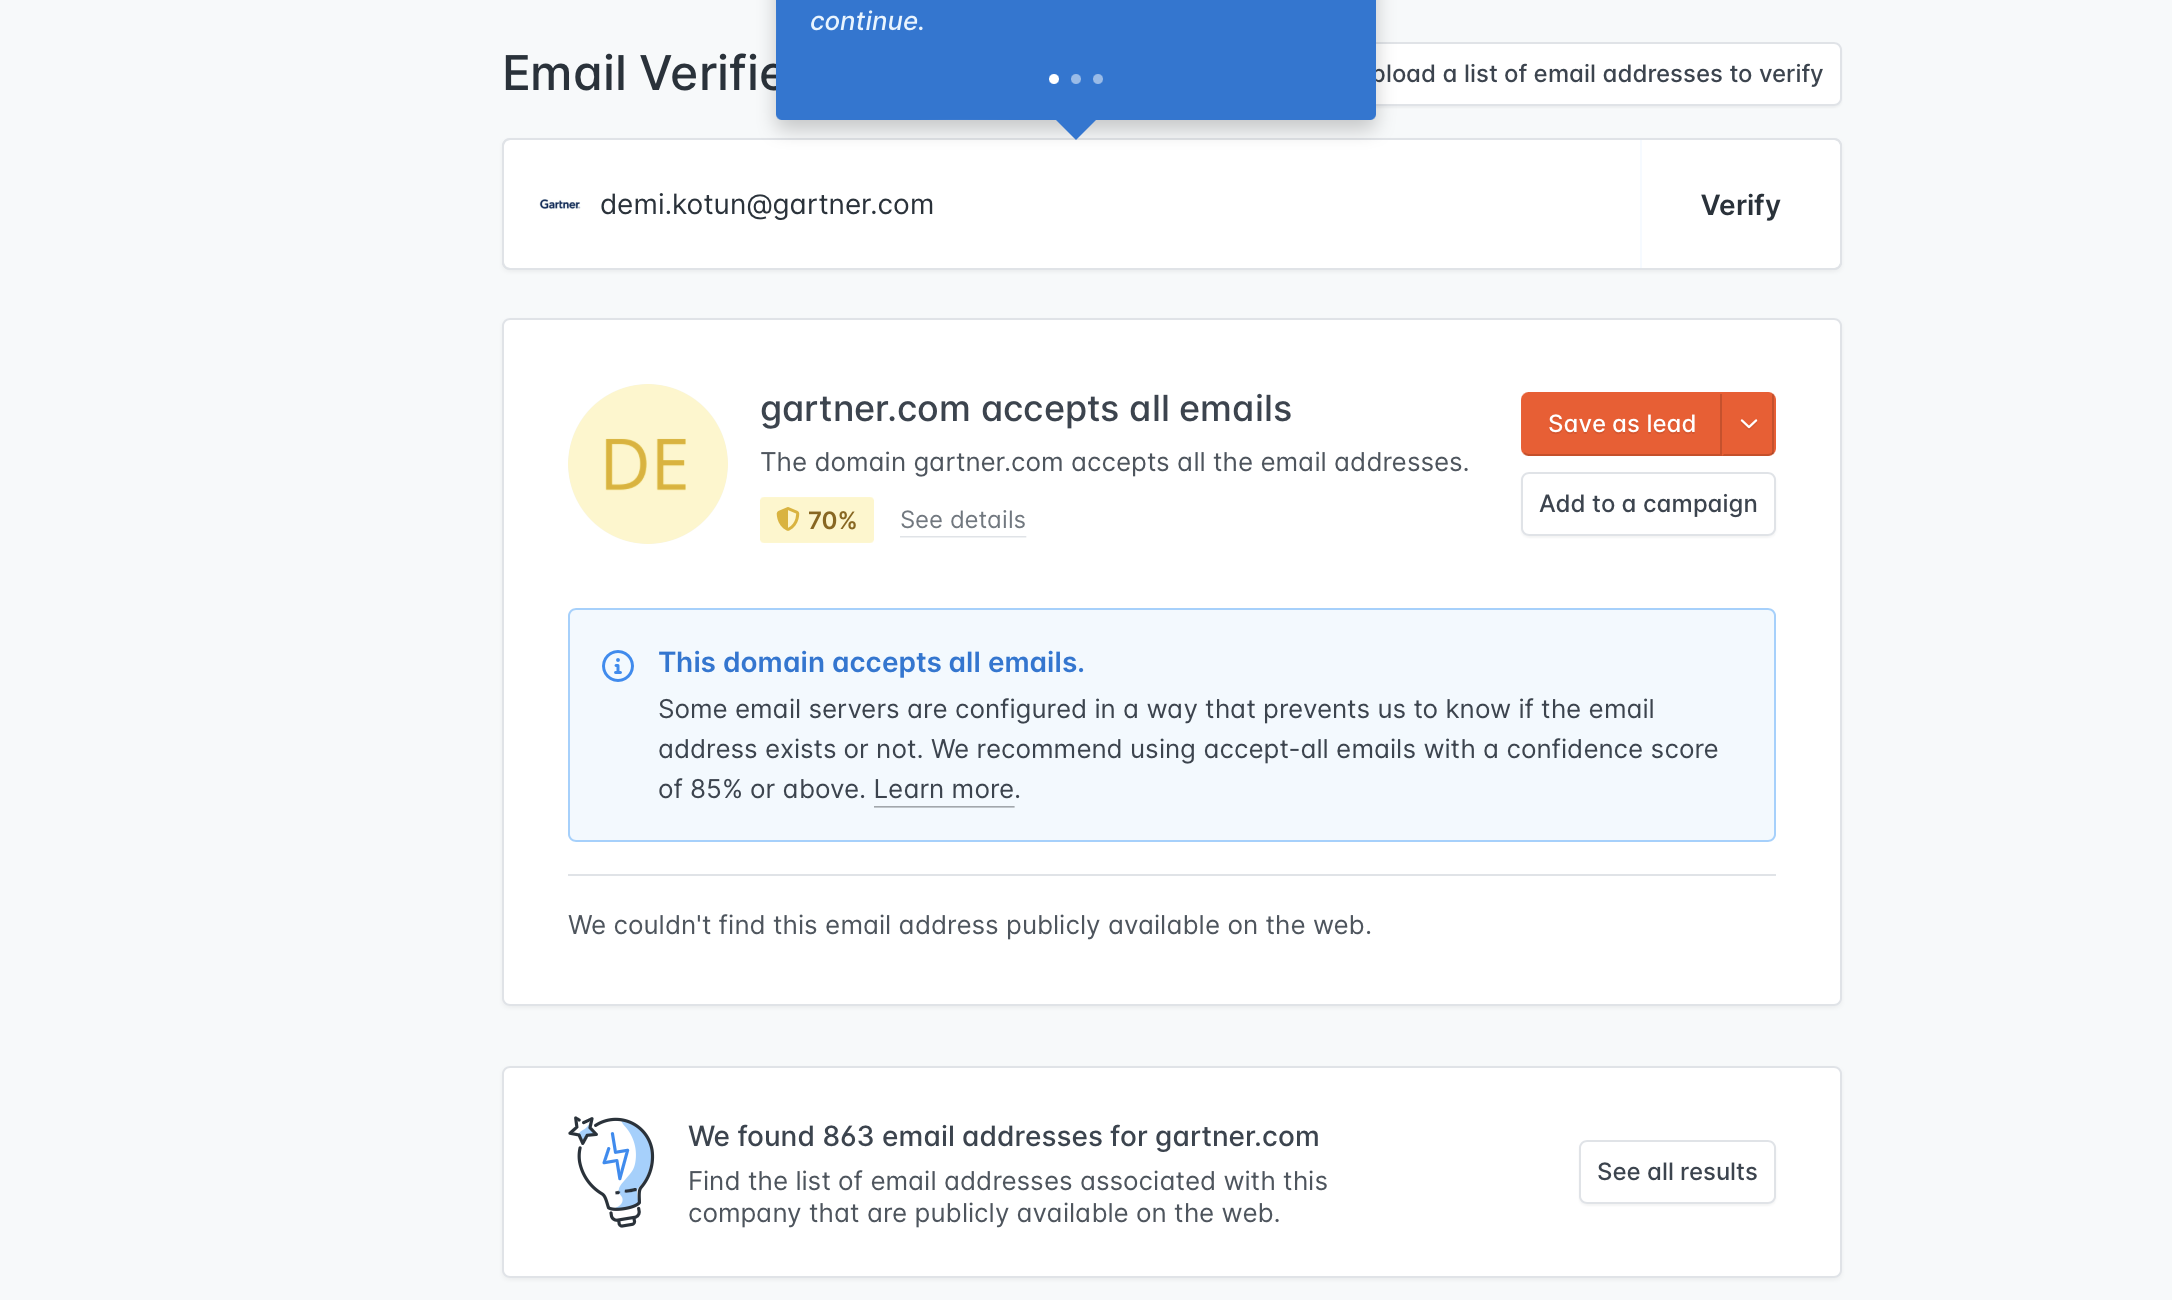 continue.
Email Verifie
pload a list of email addresses to verify
Gartner
demi.kotun@gartner.com
Verify
DE
gartner.com accepts all emails
The domain gartner.com accepts all the email addresses.
70%
See details
Save as lead
Add to a campaign
This domain accepts all emails.
Some email servers are configured in a way that prevents us to know if the email
address exists or not. We recommend using accept-all emails with a confidence score
of 85% or above. Learn more.
We couldn't find this email address publicly available on the web.
We found 863 email addresses for gartner.com
Find the list of email addresses associated with this
company that are publicly available on the web.
See all results